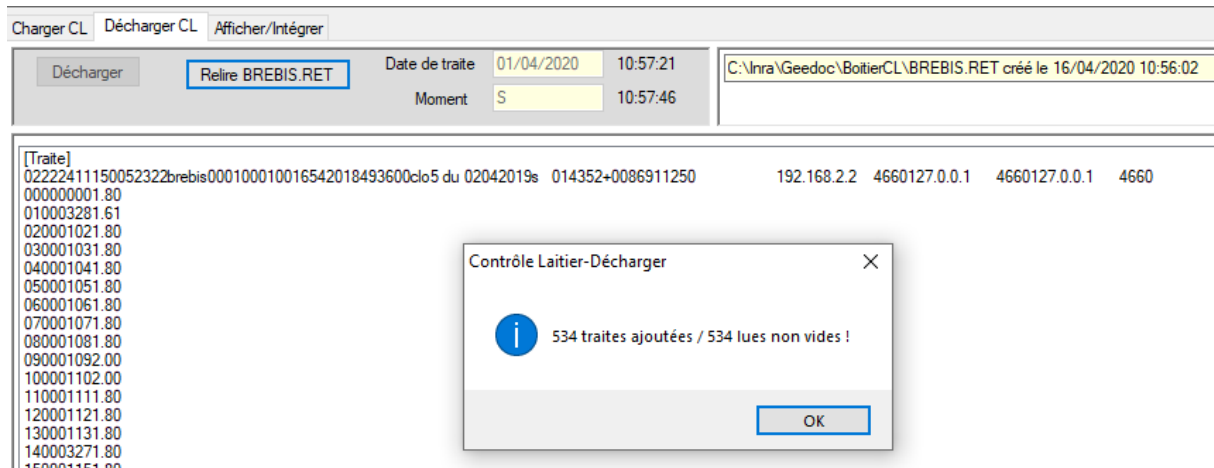 Charger CL Décharger CL Afficher/Intégrer
Décharger Relire BREBIS.RET Date de traite 01/04/2020 10:57:21
Moment S 10:57:46
C:\Inra\Geedoc\BoitierCL\BREBIS.RET créé le 16/04/2020 10:56:02
[Traite]
02222411150052322brebis000100010016542018493600clo5 du 02042019s 014352+0086911250 192.168.2.2 4660127.0.0.1 4660127.0.0.1 4660
000000001.80
010003281.61
020001021.80
030001031.80
040001041.80
050001051.80
060001061.80
070001071.80
080001081.80
090001092.00
100001102.00
110001111.80
120001121.80
130001131.80
140003271.80
150001151.80
Contrôle Laitier-Décharger
534 traites ajoutées / 534 lues non vides !
OK